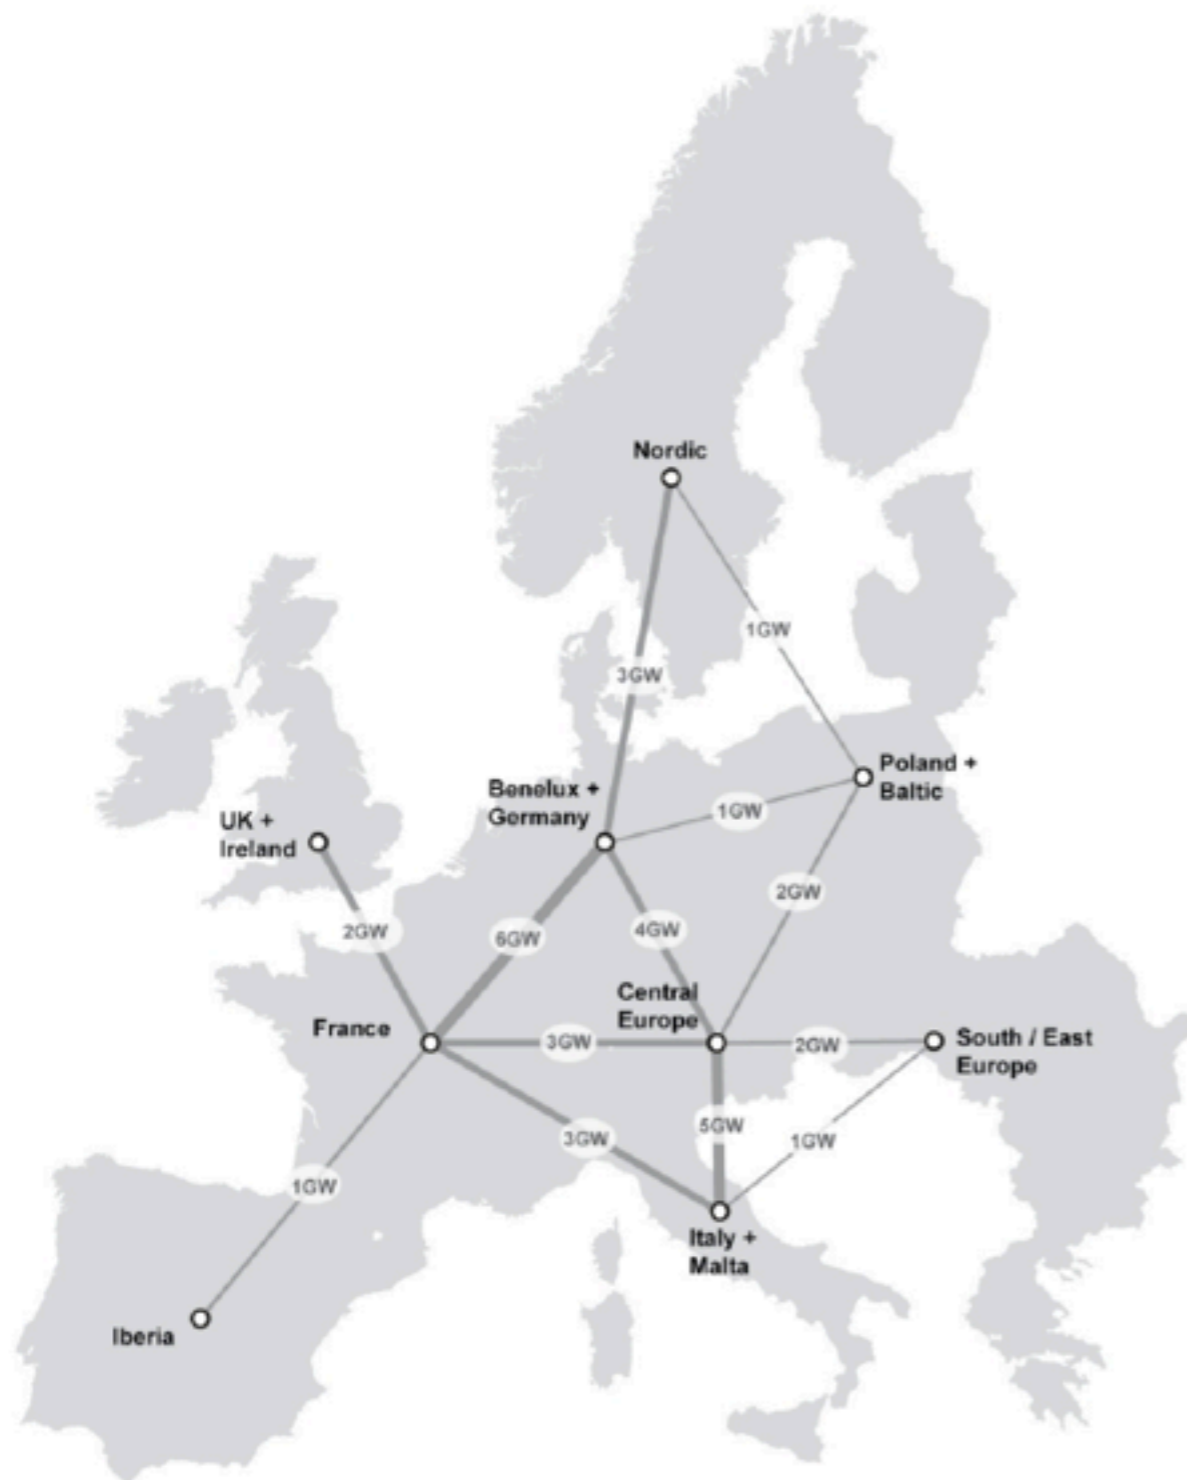 Nordic
1GW
3GW
Poland +
Baltic
Benelux +
Germany
1GW
UK +
Ireland
2GW
2GW
6GW
4GW
Central
Europe
France
3GW
2GW
South / East
Europe
5GW
3GW
1GW
1GW
Italy +
Malta
Iberia